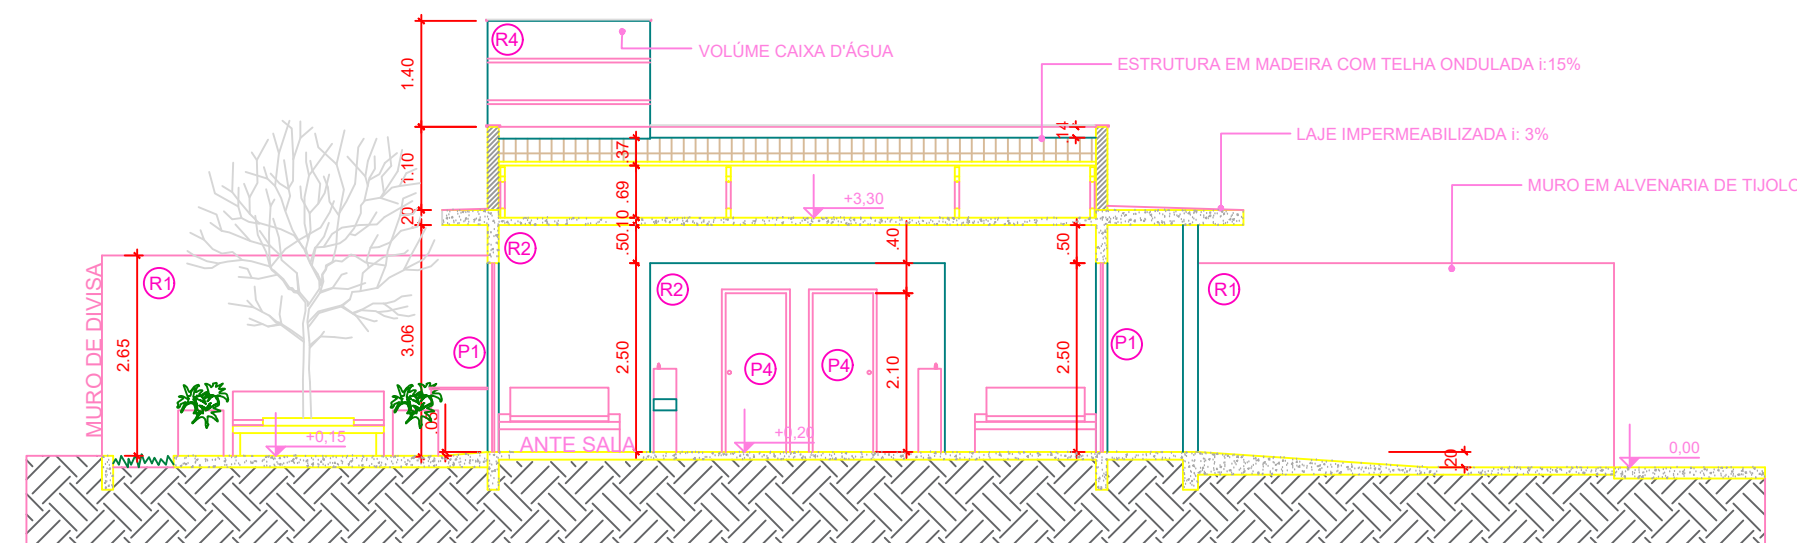 R4
VOLÚME CAIXA D'ÁGUA
ESTRUTURA EM MADEIRA COM TELHA ONDULADA i:15%
1.40
.14
LAJE IMPERMEABILIZADA i: 3%
.37
1.10
MURO EM ALVENARIA DE TIJOLO
.69
+3,30
.20
.10
R2
.50
.40
.50
MURO DE DIVISA
R1
R2
R1
2.65
3.06
P1
2.50
P4
P4
2.10
2.50
P1
.05
+0,15
ANTE SALA
+0,20
.20
0,00